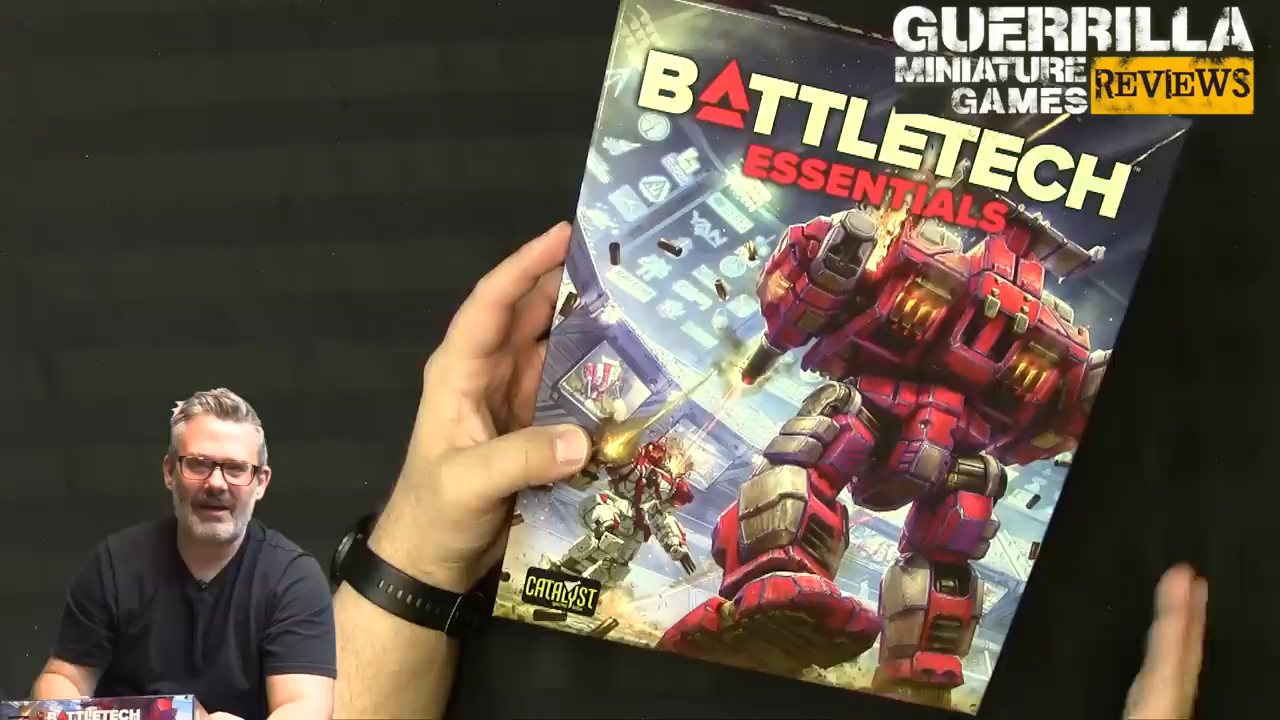 GUERRILLA
MINIATURE
GAMES
REVIEWS
BATTLETECH
ESSENTIALS
CATALYST
BATTLETECH